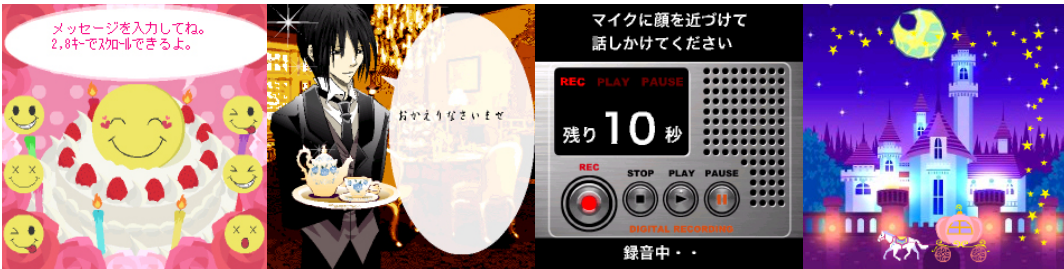 メッセージを入力してね。
2,8キーでスクロールできるよ。
おかえりなさいませ
マイクに顔を近づけて
話しかけてください
REC PLAY PAUSE
残り10秒
REC STOP PLAY PAUSE
DIGITAL RECORDING
録音中・・